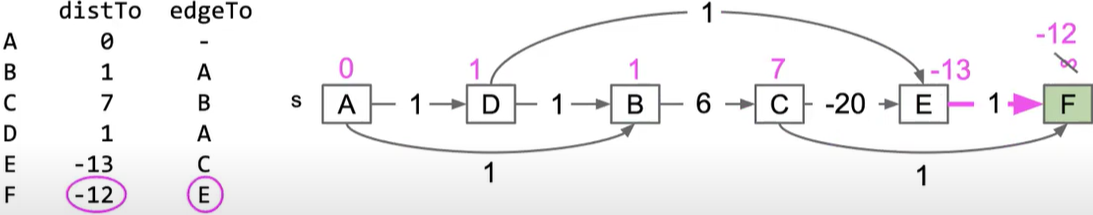 distTo edgeTo
A 0 -
B 1 A
C 7 B
D 1 A
E -13 C
F -12 E
1
-12
0 1 1 7 -13 ∞
s A 1 D 1 B 6 C -20 E 1 F
1 1